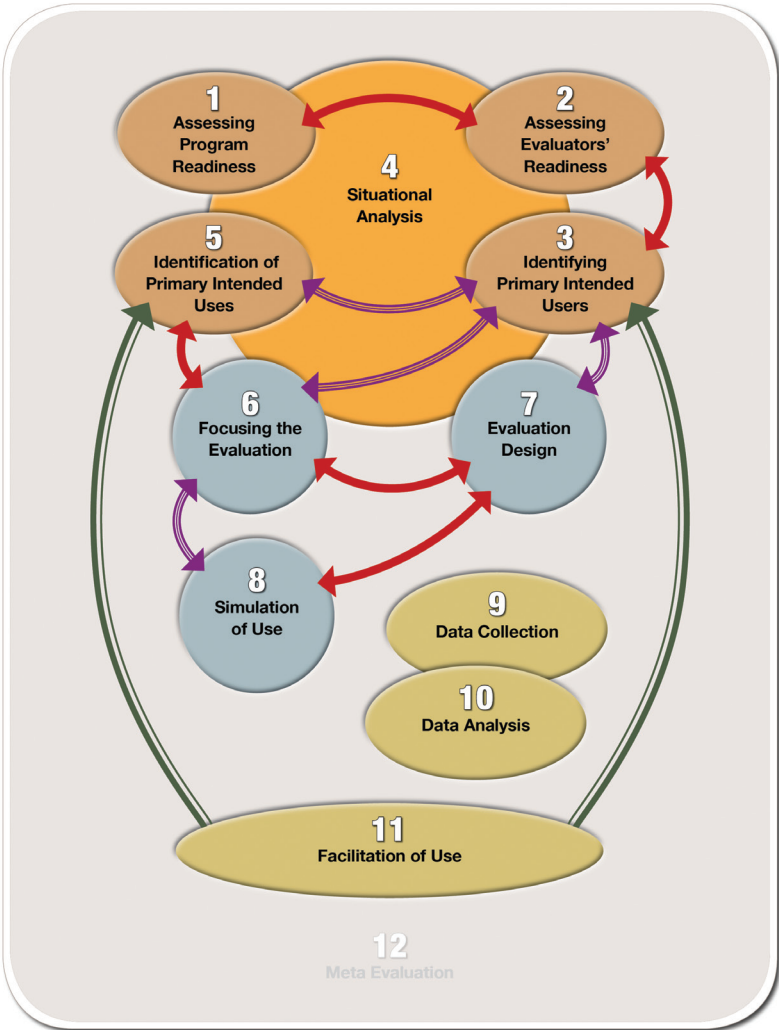 1
Assessing
Program
Readiness
2
Assessing
Evaluators’
Readiness
4
Situational
Analysis
5
Identification of
Primary Intended
Uses
3
Identifying
Primary Intended
Users
6
Focusing the
Evaluation
7
Evaluation
Design
8
Simulation
of Use
9
Data Collection
10
Data Analysis
11
Facilitation of Use
12
Meta Evaluation